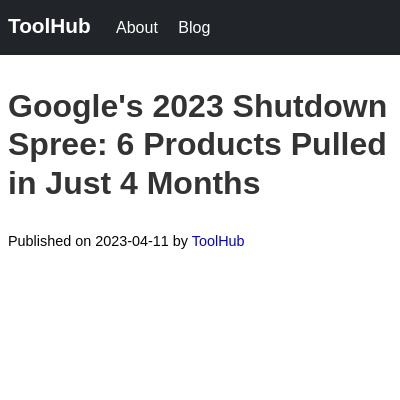 ToolHub About Blog
Google's 2023 Shutdown
Spree: 6 Products Pulled
in Just 4 Months
Published on 2023-04-11 by ToolHub